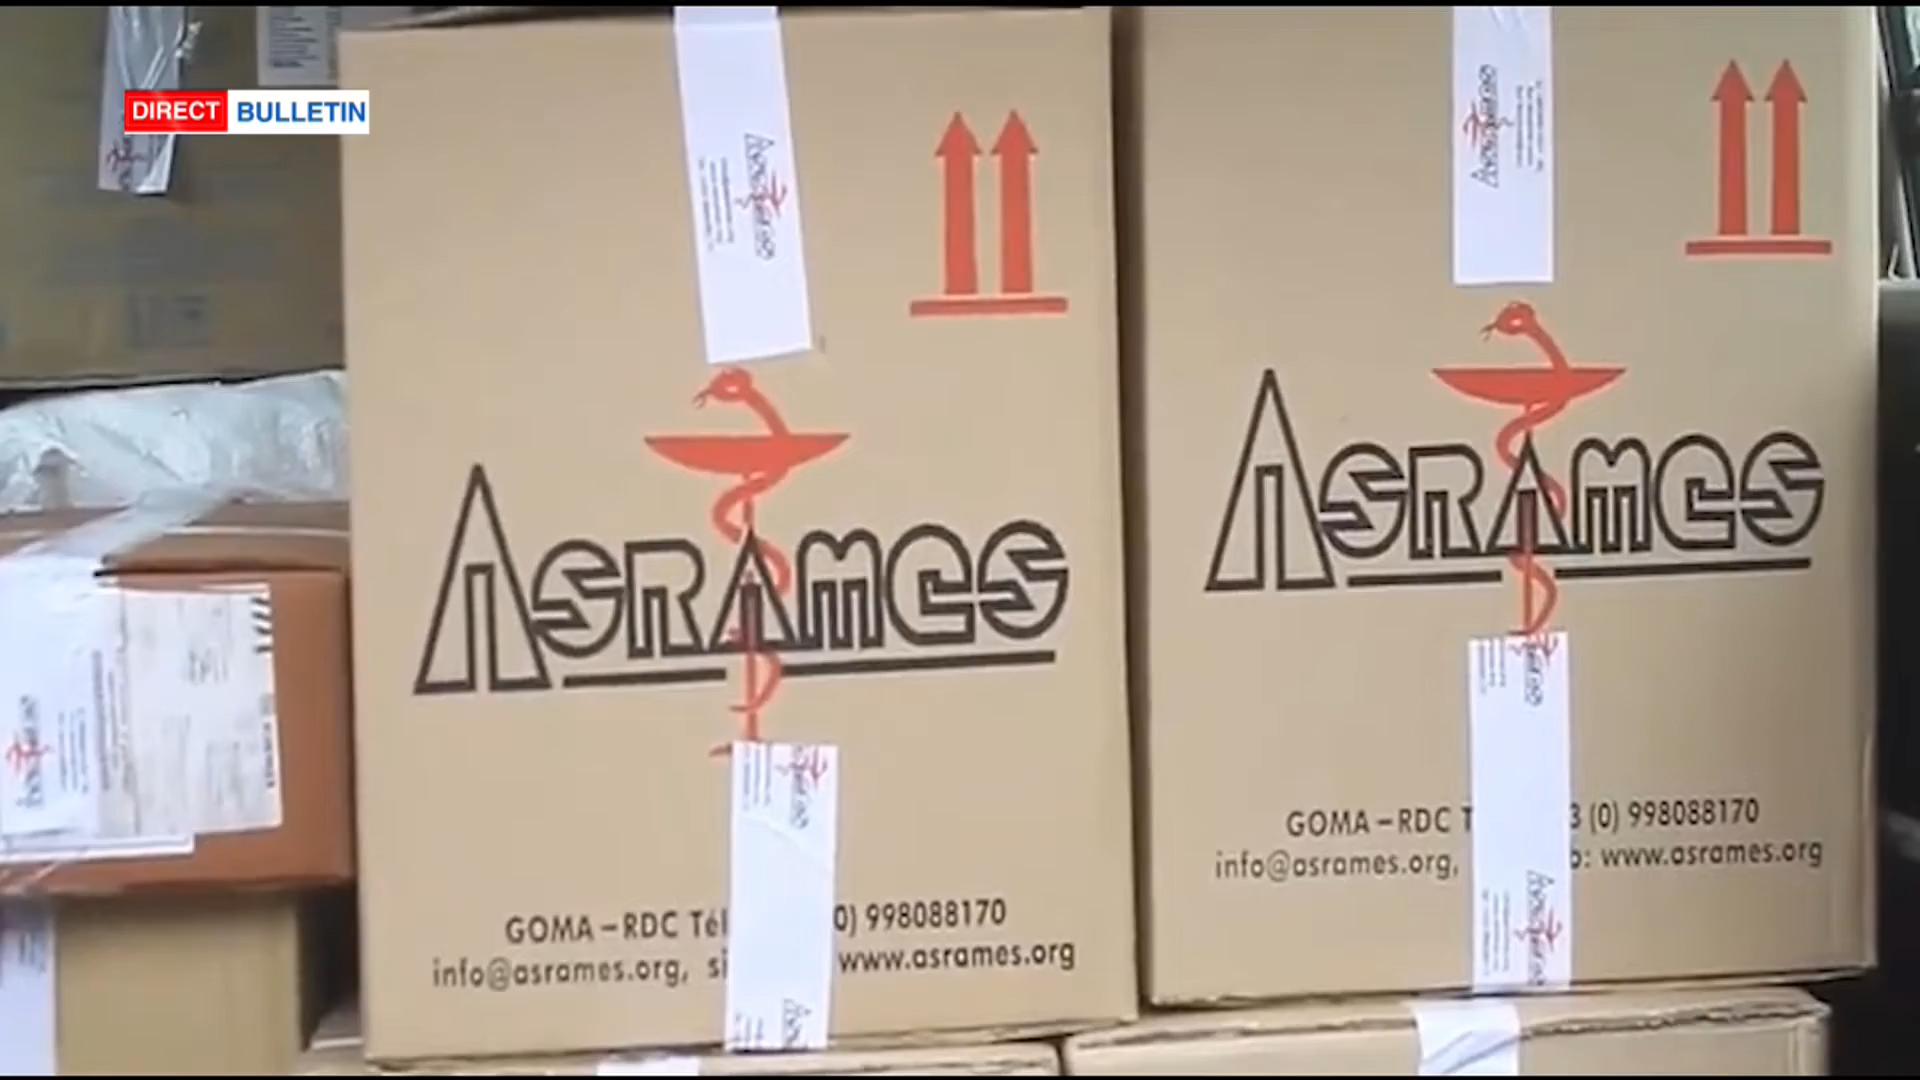 DIRECT BULLETIN
ASRAMES
GOMA – RDC Tél 0) 998088170
info@asrames.org, si www.asrames.org
ASRAMES
GOMA – RDC T 3 (0) 998088170
info@asrames.org, o: www.asrames.org